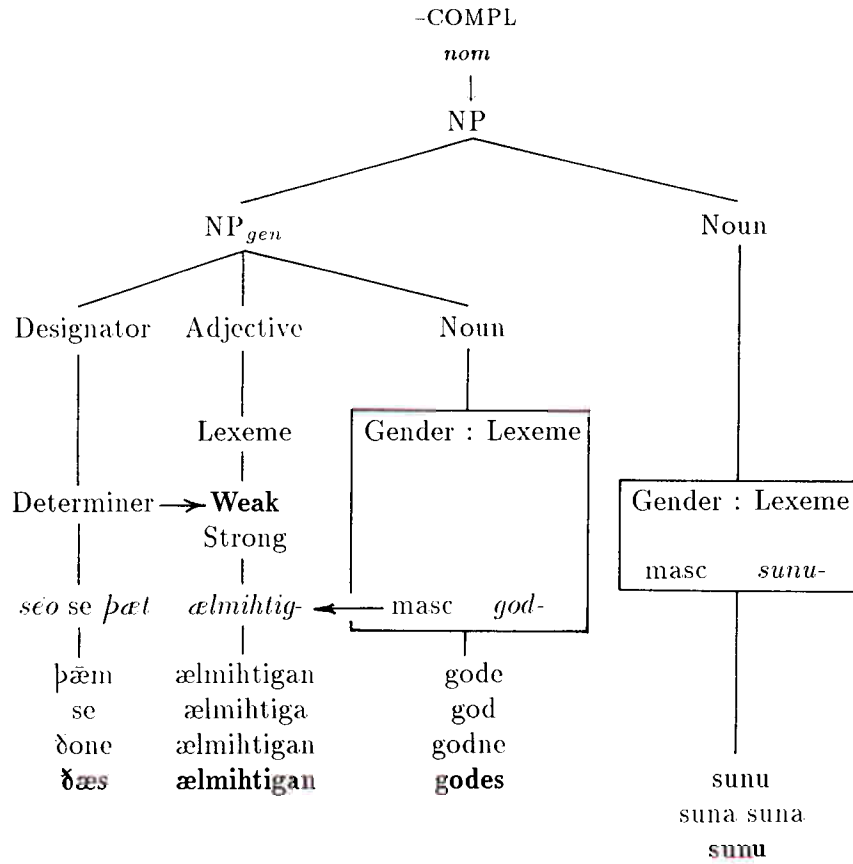 -COMPL
nom
NP
NP gen Noun
Designator Adjective Noun
Lexeme Gender : Lexeme
Determiner Weak Gender : Lexeme
Strong
masc sunu-
sēo se þæt ælmihtig- masc god-
þǣm ælmihtigan gode
se ælmihtiga god
ðone ælmihtigan godne
ðæs ælmihtigan godes sunu
suna suna
sunu